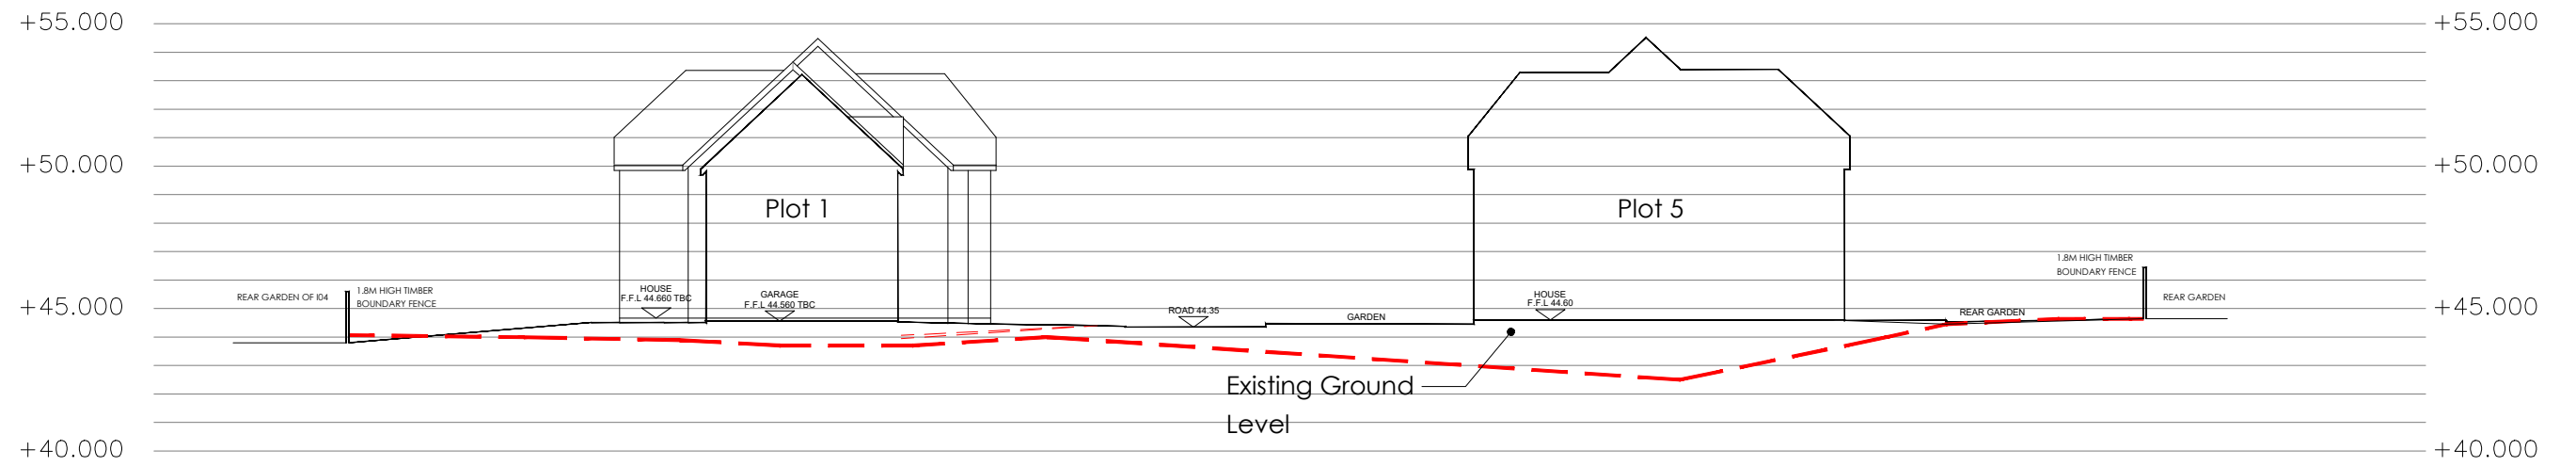 +55.000
+55.000
+50.000
+50.000
Plot 1
Plot 5
1.8M HIGH TIMBER
BOUNDARY FENCE
HOUSE
F.F.L 44.660 TBC
GARAGE
F.F.L 44.560 TBC
HOUSE
F.F.L 44.60
REAR GARDEN OF I04
1.8M HIGH TIMBER
BOUNDARY FENCE
REAR GARDEN
+45.000
ROAD 44.35
GARDEN
REAR GARDEN
+45.000
Existing Ground
Level
+40.000
+40.000